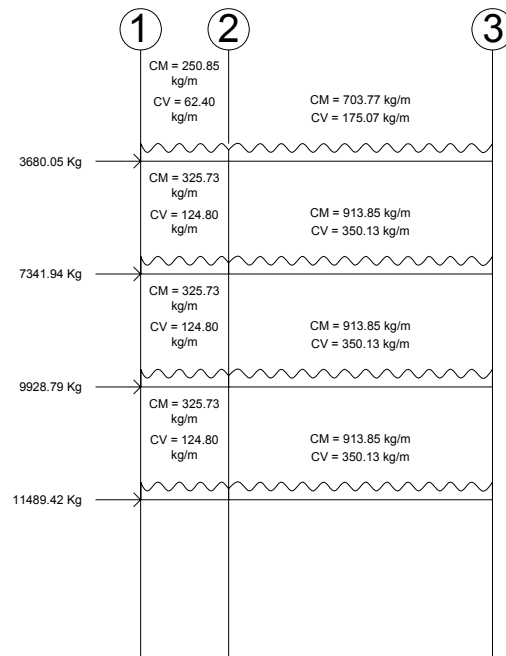 1 2 3
CM = 250.85
kg/m
CV = 62.40
kg/m
CM = 703.77 kg/m
CV = 175.07 kg/m
3680.05 Kg
CM = 325.73
kg/m
CV = 124.80
kg/m
CM = 913.85 kg/m
CV = 350.13 kg/m
7341.94 Kg
CM = 325.73
kg/m
CV = 124.80
kg/m
CM = 913.85 kg/m
CV = 350.13 kg/m
9928.79 Kg
CM = 325.73
kg/m
CV = 124.80
kg/m
CM = 913.85 kg/m
CV = 350.13 kg/m
11489.42 Kg